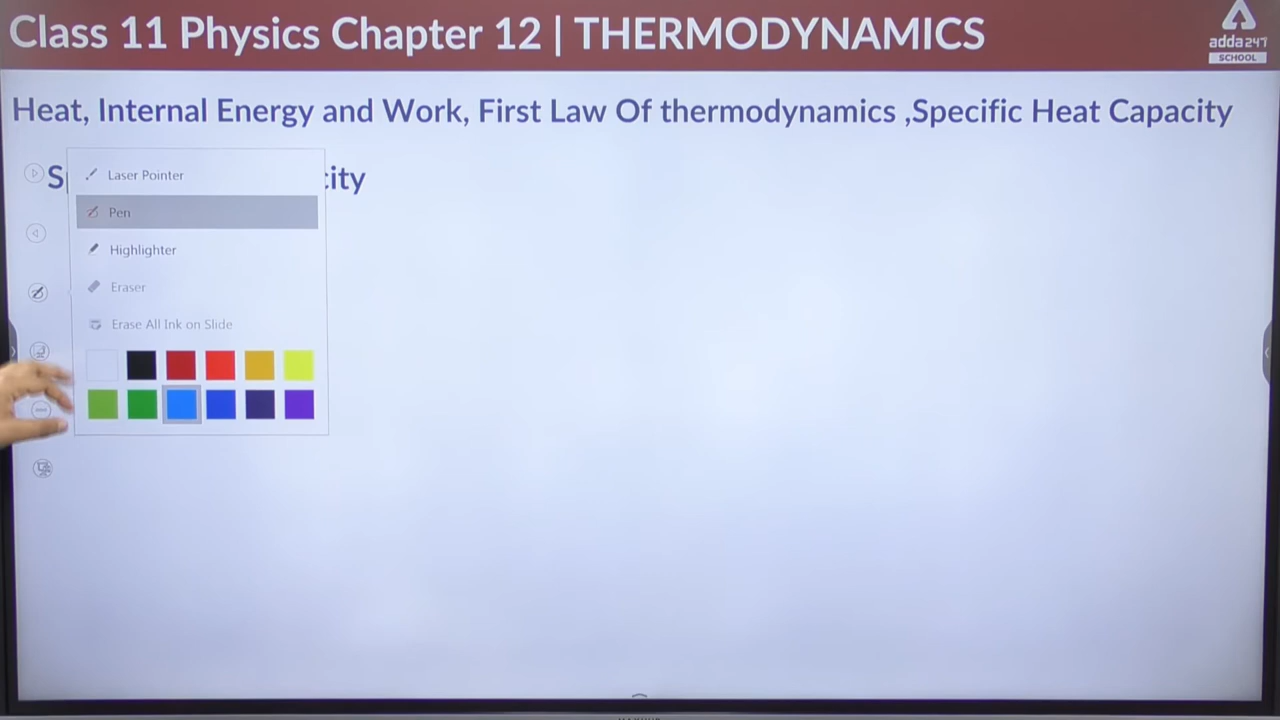 Class 11 Physics Chapter 12 | THERMODYNAMICS
adda247
SCHOOL
Heat, Internal Energy and Work, First Law Of thermodynamics ,Specific Heat Capacity
Laser Pointer
Pen
Highlighter
Eraser
Erase All Ink on Slide